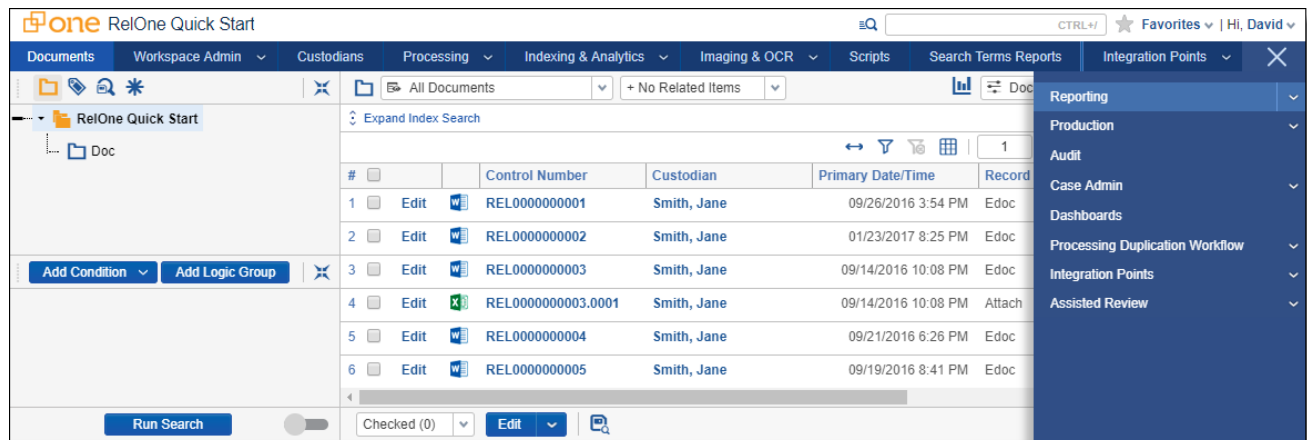 one RelOne Quick Start CTRL+/ Favorites | Hi, David
Documents Workspace Admin Custodians Processing Indexing & Analytics Imaging & OCR Scripts Search Terms Reports Integration Points
All Documents + No Related Items Doc
RelOne Quick Start
Doc
Expand Index Search
1
# Control Number Custodian Primary Date/Time Record
1 Edit REL0000000001 Smith, Jane 09/26/2016 3:54 PM Edoc
2 Edit REL0000000002 Smith, Jane 01/23/2017 8:25 PM Edoc
Add Condition Add Logic Group
3 Edit REL0000000003 Smith, Jane 09/14/2016 10:08 PM Edoc
4 Edit REL0000000003.0001 Smith, Jane 09/14/2016 10:08 PM Attach
5 Edit REL0000000004 Smith, Jane 09/21/2016 6:26 PM Edoc
6 Edit REL0000000005 Smith, Jane 09/19/2016 8:41 PM Edoc
Run Search Checked (0) Edit
Reporting
Production
Audit
Case Admin
Dashboards
Processing Duplication Workflow
Integration Points
Assisted Review